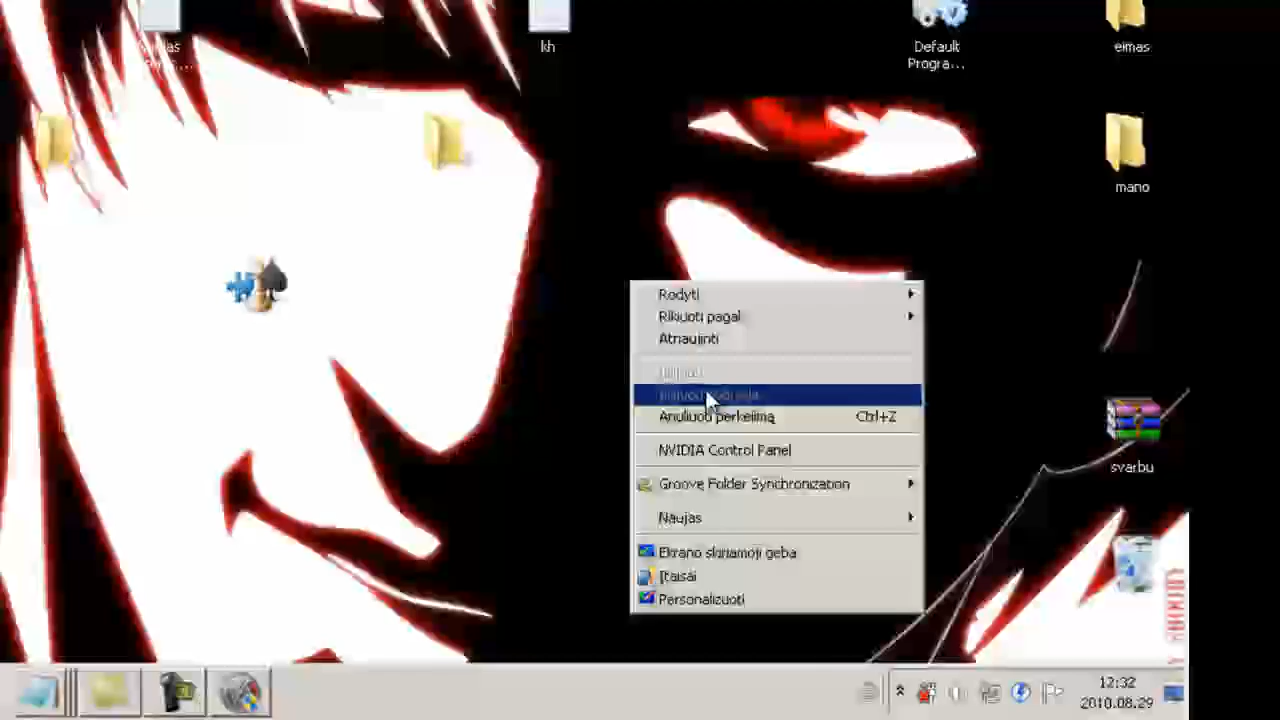 kh
Default
Progra...
eimas
mano
Rodyti
Rikiuoti pagal
Atnaujinti
Anuliuoti perkėlimą Ctrl+Z
NVIDIA Control Panel
Groove Folder Synchronization
Naujas
svarbu
Ekrano skiriamoji geba
Įtaisai
Personalizuoti
12:32
2010.08.29